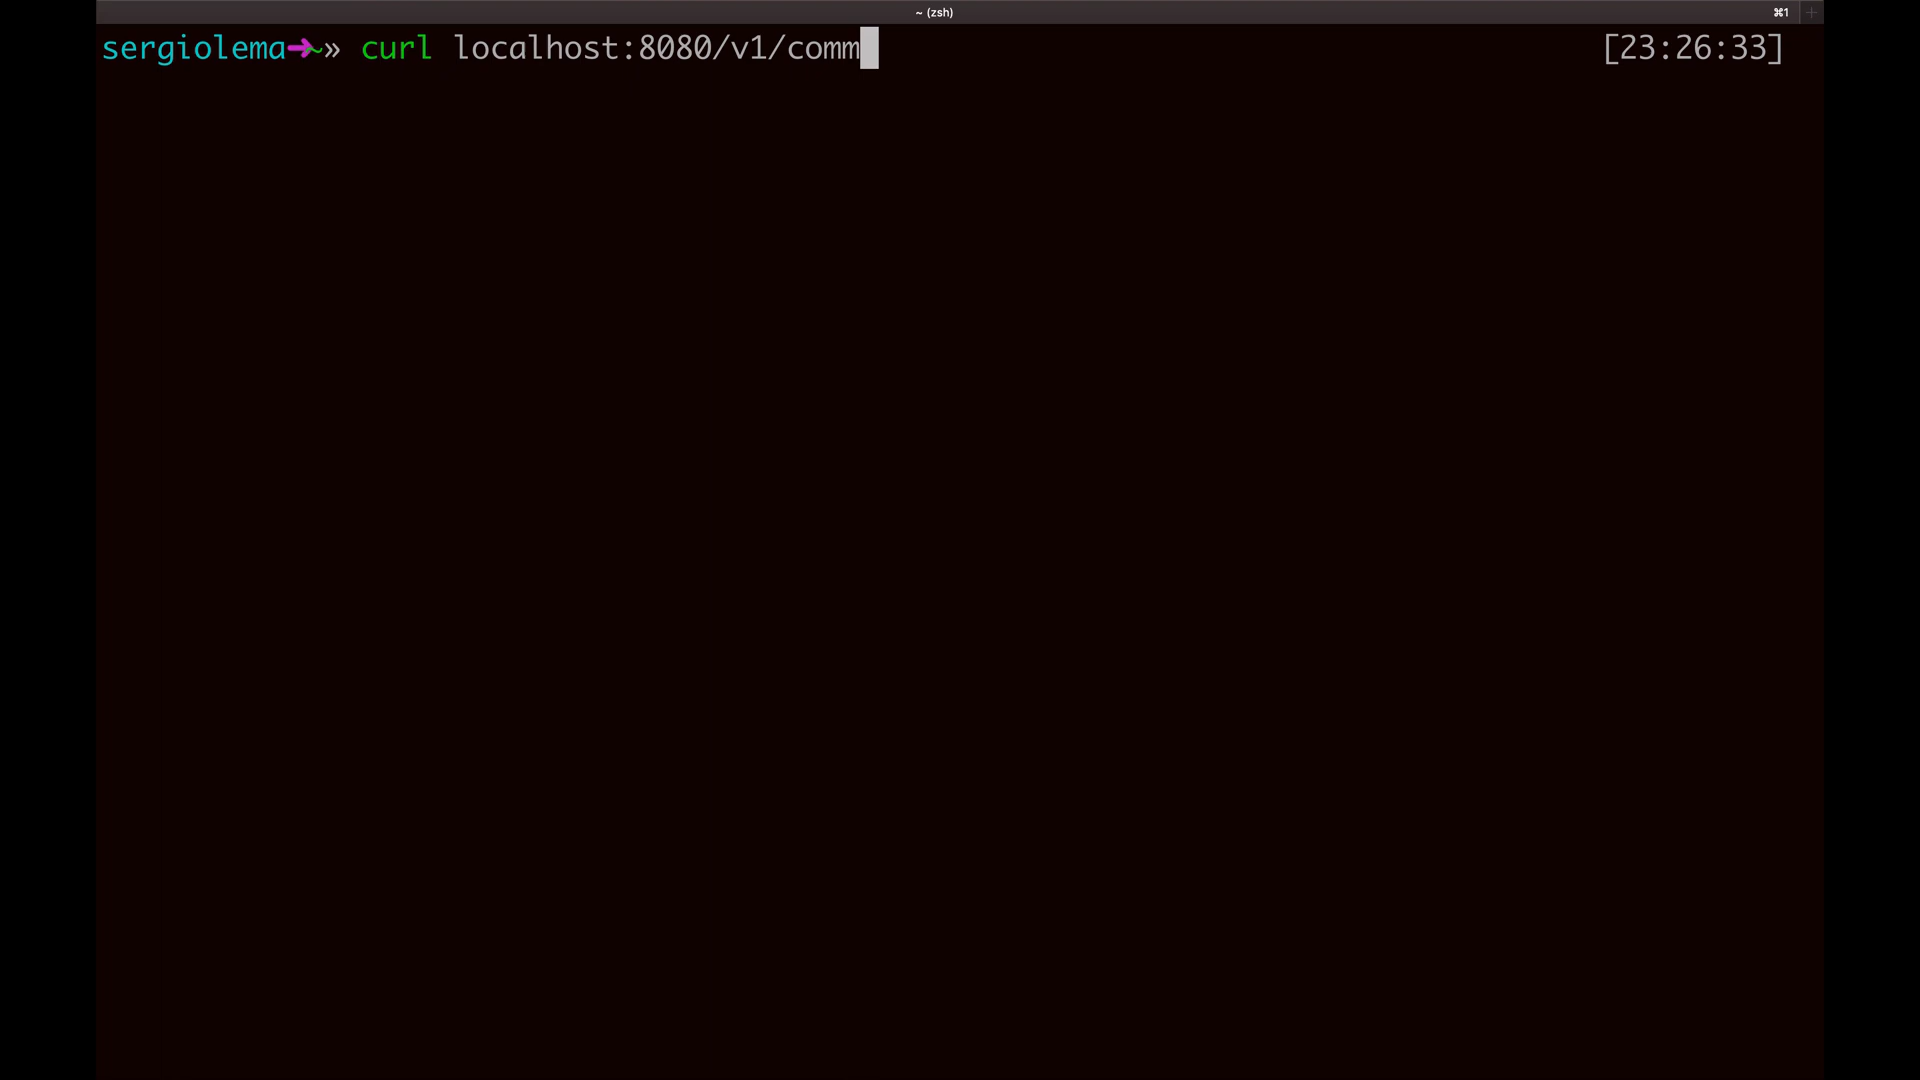 ~ (zsh) ⌘1 +
sergiolema➜~» curl localhost:8080/v1/comm [23:26:33]